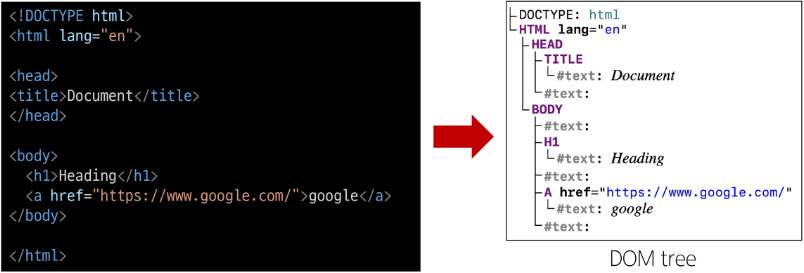 <!DOCTYPE html>
<html lang="en">
<head>
<title>Document</title>
</head>
<body>
<h1>Heading</h1>
<a href="https://www.google.com/">google</a>
</body>
</html>
DOCTYPE: html
HTML lang="en"
HEAD
TITLE
#text: Document
#text:
BODY
#text:
H1
#text: Heading
#text:
A href="https://www.google.com/"
#text: google
#text:
DOM tree